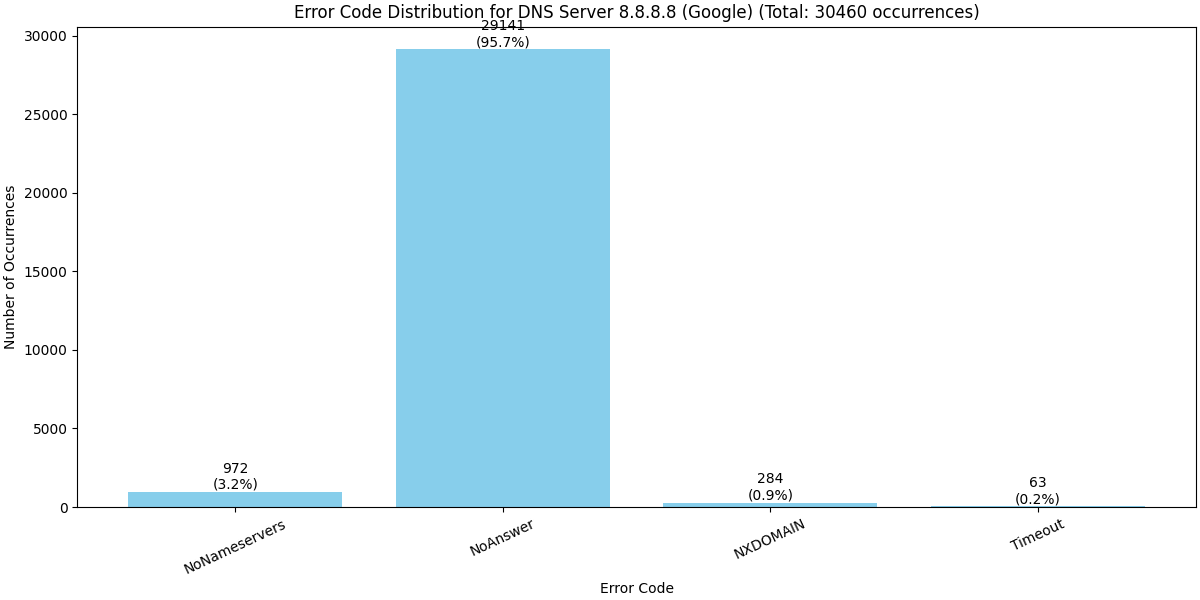 Error Code Distribution for DNS Server 8.8.8.8 (Google) (Total: 30460 occurrences)
Number of Occurrences
30000
25000
20000
15000
10000
5000
0
972
(3.2%)
29141
(95.7%)
284
(0.9%)
63
(0.2%)
NoNameservers
NoAnswer
NXDOMAIN
Timeout
Error Code